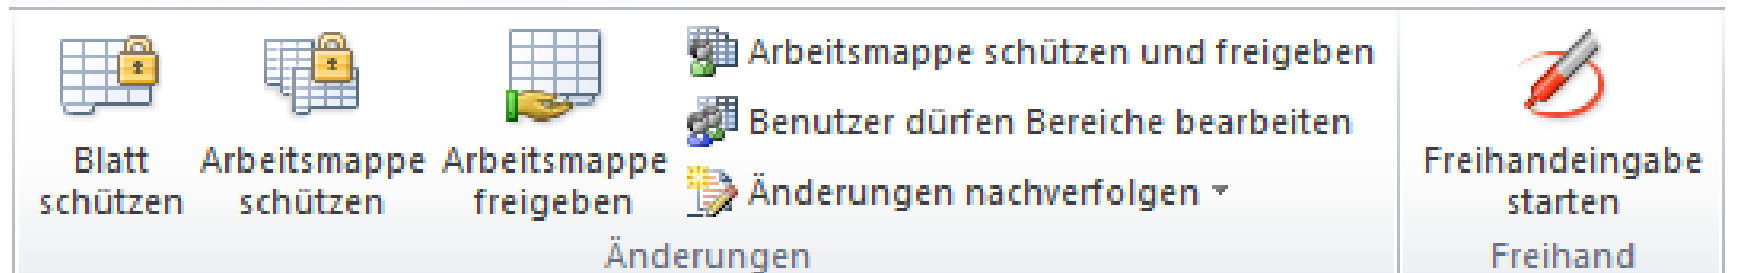 Blatt
schützen
Arbeitsmappe
schützen
Arbeitsmappe
freigeben
Arbeitsmappe schützen und freigeben
Benutzer dürfen Bereiche bearbeiten
Änderungen nachverfolgen
Änderungen
Freihandeingabe
starten
Freihand